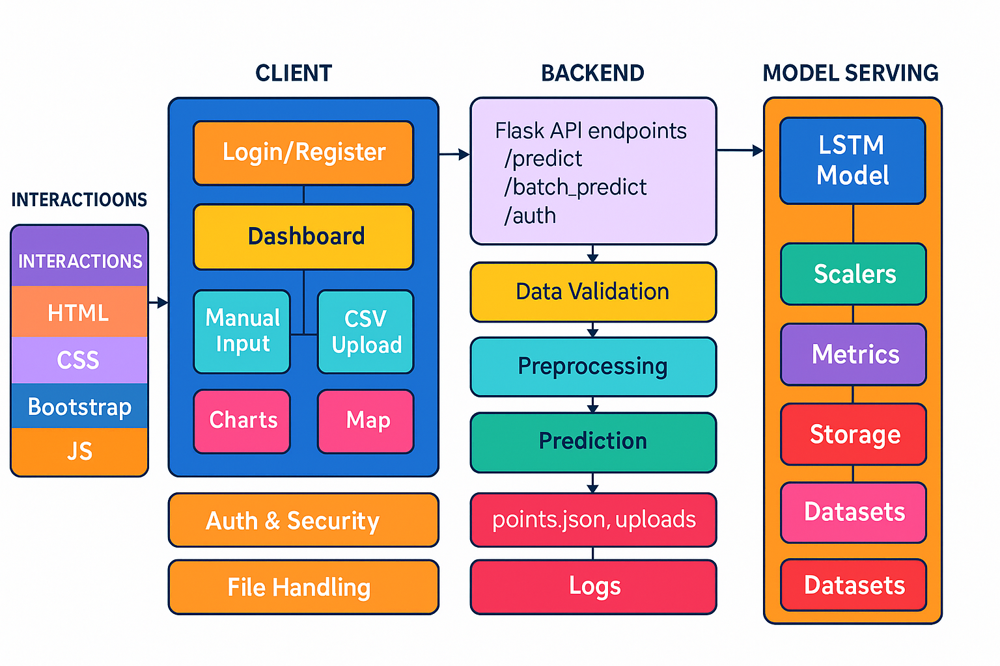 INTERACTIOONS
INTERACTIONS
HTML
CSS
Bootstrap
JS
CLIENT
Login/Register
Dashboard
Manual
Input
CSV
Upload
Charts
Map
Auth & Security
File Handling
BACKEND
Flask API endpoints
/predict
/batch_predict
/auth
Data Validation
Preprocessing
Prediction
points.json, uploads
Logs
MODEL SERVING
LSTM
Model
Scalers
Metrics
Storage
Datasets
Datasets